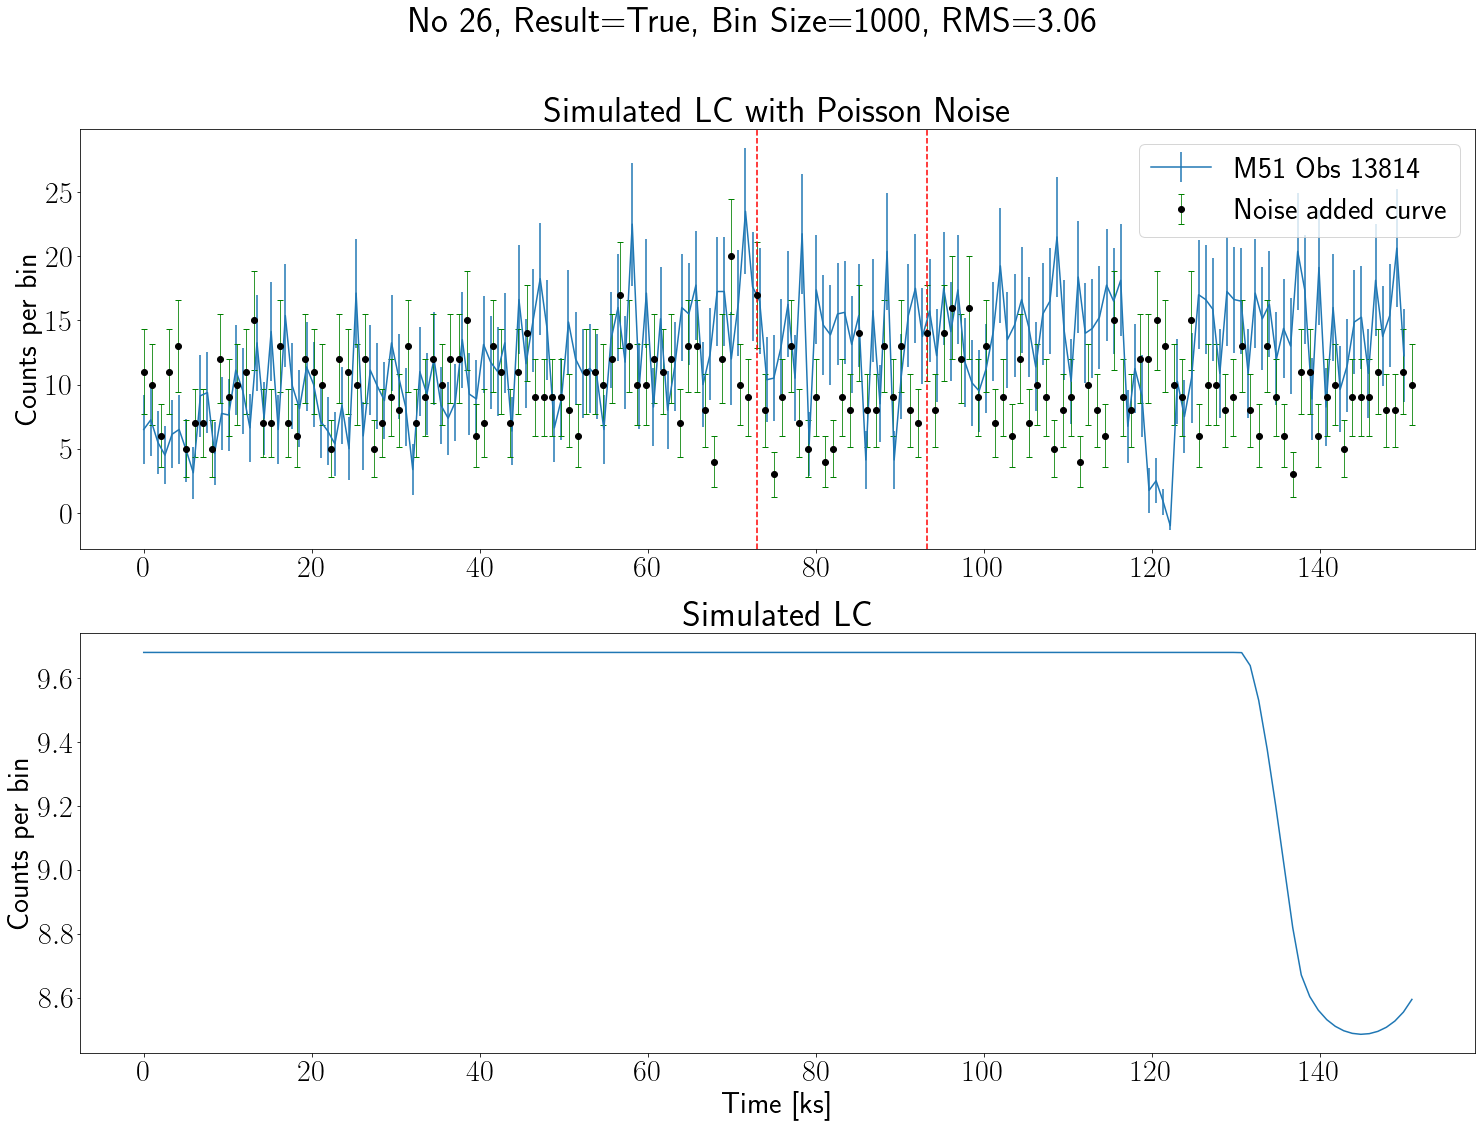 No 26, Result=True, Bin Size=1000, RMS=3.06
Simulated LC with Poisson Noise
M51 Obs 13814
Noise added curve
Counts per bin
25
20
15
10
5
0
0 20 40 60 80 100 120 140
Simulated LC
Counts per bin
9.6
9.4
9.2
9.0
8.8
8.6
0 20 40 60 80 100 120 140
Time [ks]